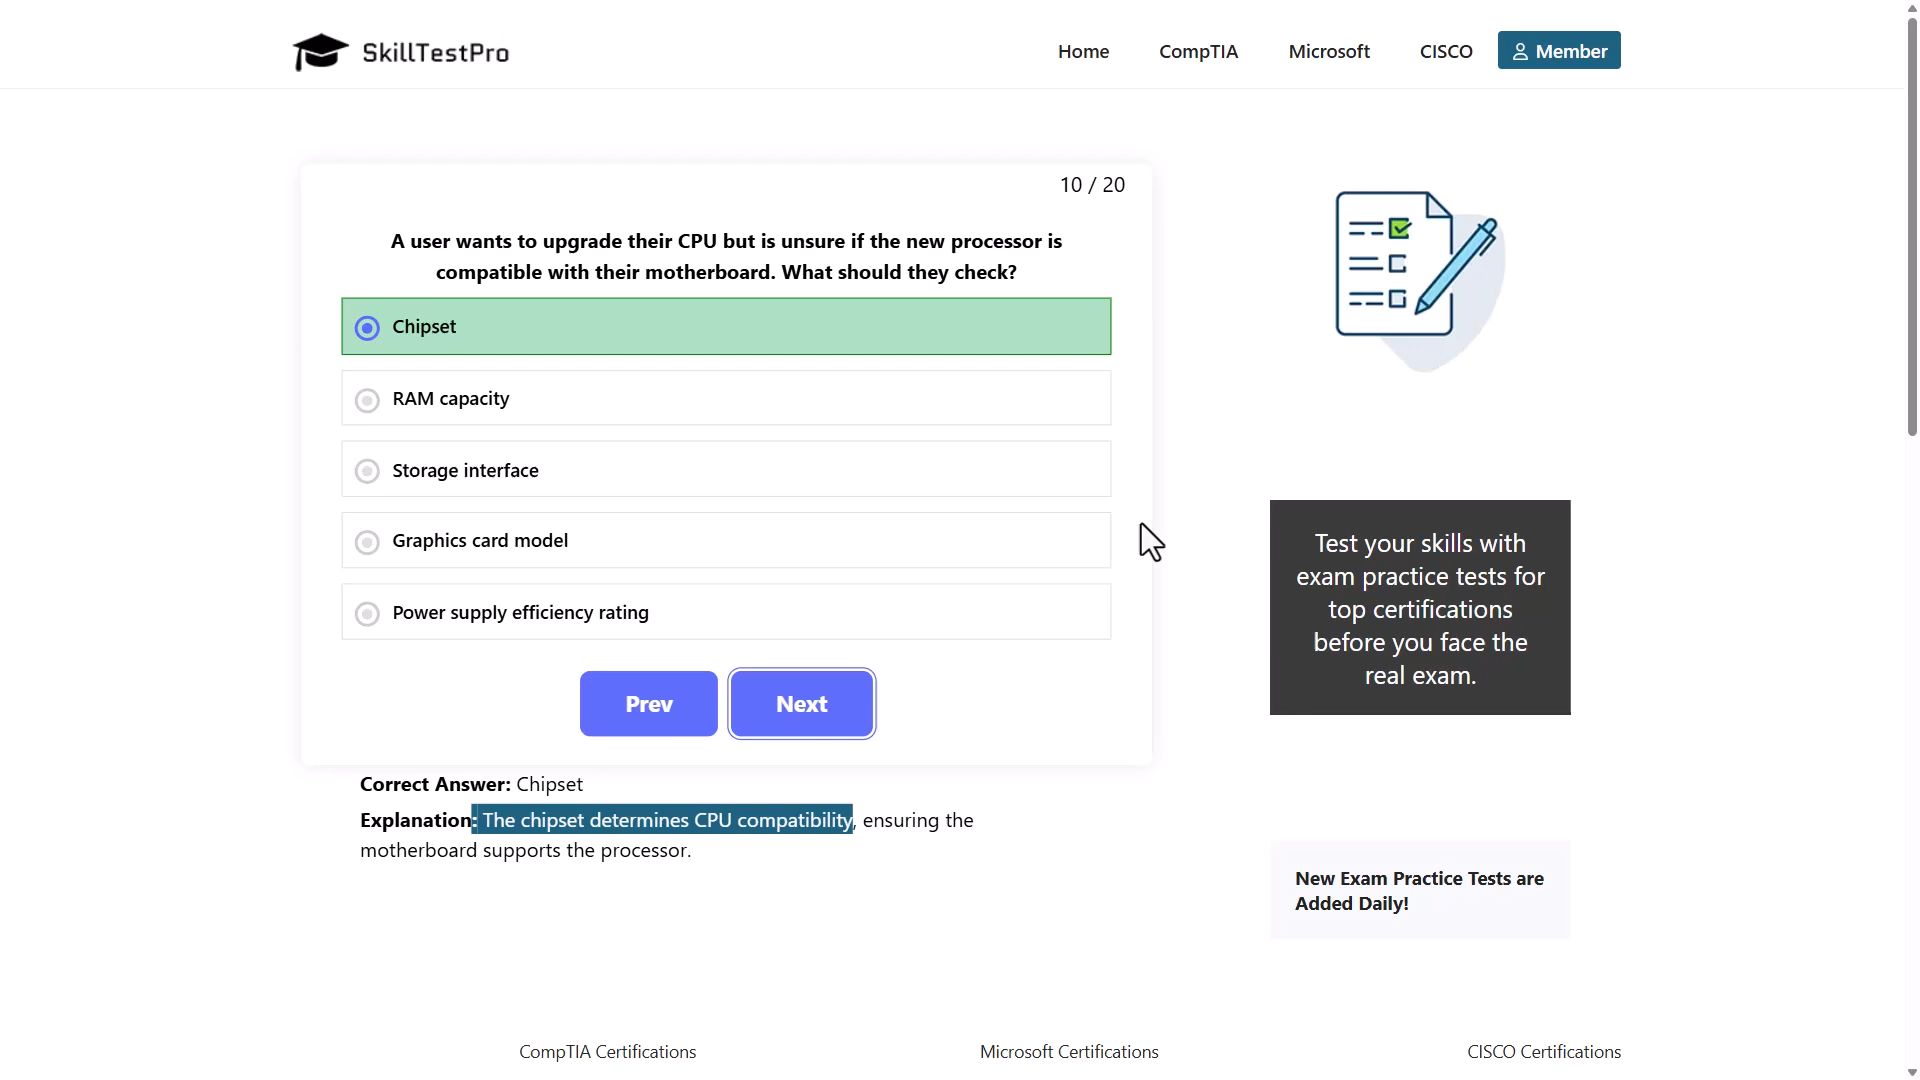 SkillTestPro
Home
CompTIA
Microsoft
CISCO
Member
10 / 20
A user wants to upgrade their CPU but is unsure if the new processor is
compatible with their motherboard. What should they check?
Chipset
RAM capacity
Storage interface
Graphics card model
Power supply efficiency rating
Prev
Next
Correct Answer: Chipset
Explanation: The chipset determines CPU compatibility, ensuring the
motherboard supports the processor.
Test your skills with
exam practice tests for
top certifications
before you face the
real exam.
New Exam Practice Tests are
Added Daily!
CompTIA Certifications
Microsoft Certifications
CISCO Certifications